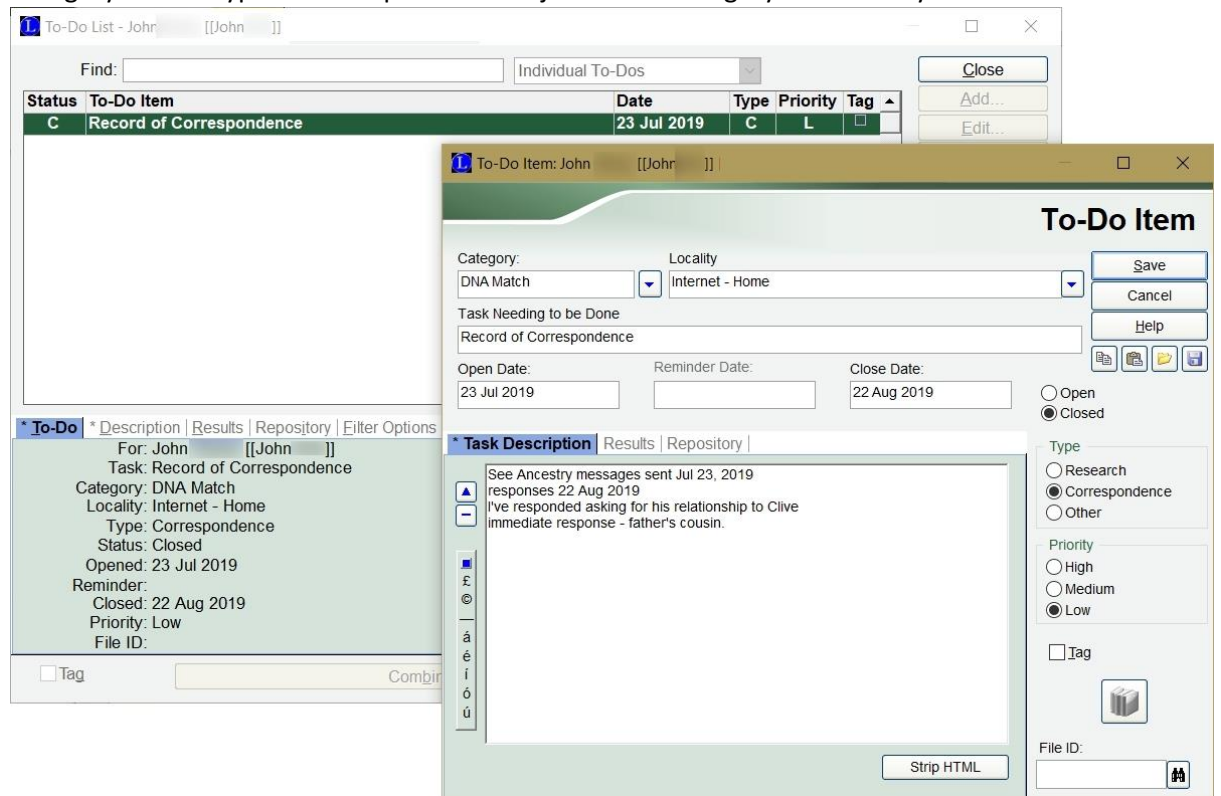 To-Do List - John [[John ]]
Find: Individual To-Dos Close
Status To-Do Item Date Type Priority Tag Add...
C Record of Correspondence 23 Jul 2019 C L Edit...
To-Do Item: John [[John ]]
To-Do Item
Category: Locality
DNA Match Internet - Home
Save
Cancel
Help
Task Needing to be Done
Record of Correspondence
Open Date: Reminder Date: Close Date:
23 Jul 2019 22 Aug 2019
Open
Closed
* Task Description Results Repository
See Ancestry messages sent Jul 23, 2019
responses 22 Aug 2019
I've responded asking for his relationship to Clive
immediate response - father's cousin.
£
©
á
é
í
ó
ú
Type
Research
Correspondence
Other
Priority
High
Medium
Low
Tag
File ID:
Strip HTML
* To-Do * Description Results Repository Filter Options
For: John [[John ]]
Task: Record of Correspondence
Category: DNA Match
Locality: Internet - Home
Type: Correspondence
Status: Closed
Opened: 23 Jul 2019
Reminder:
Closed: 22 Aug 2019
Priority: Low
File ID:
Tag